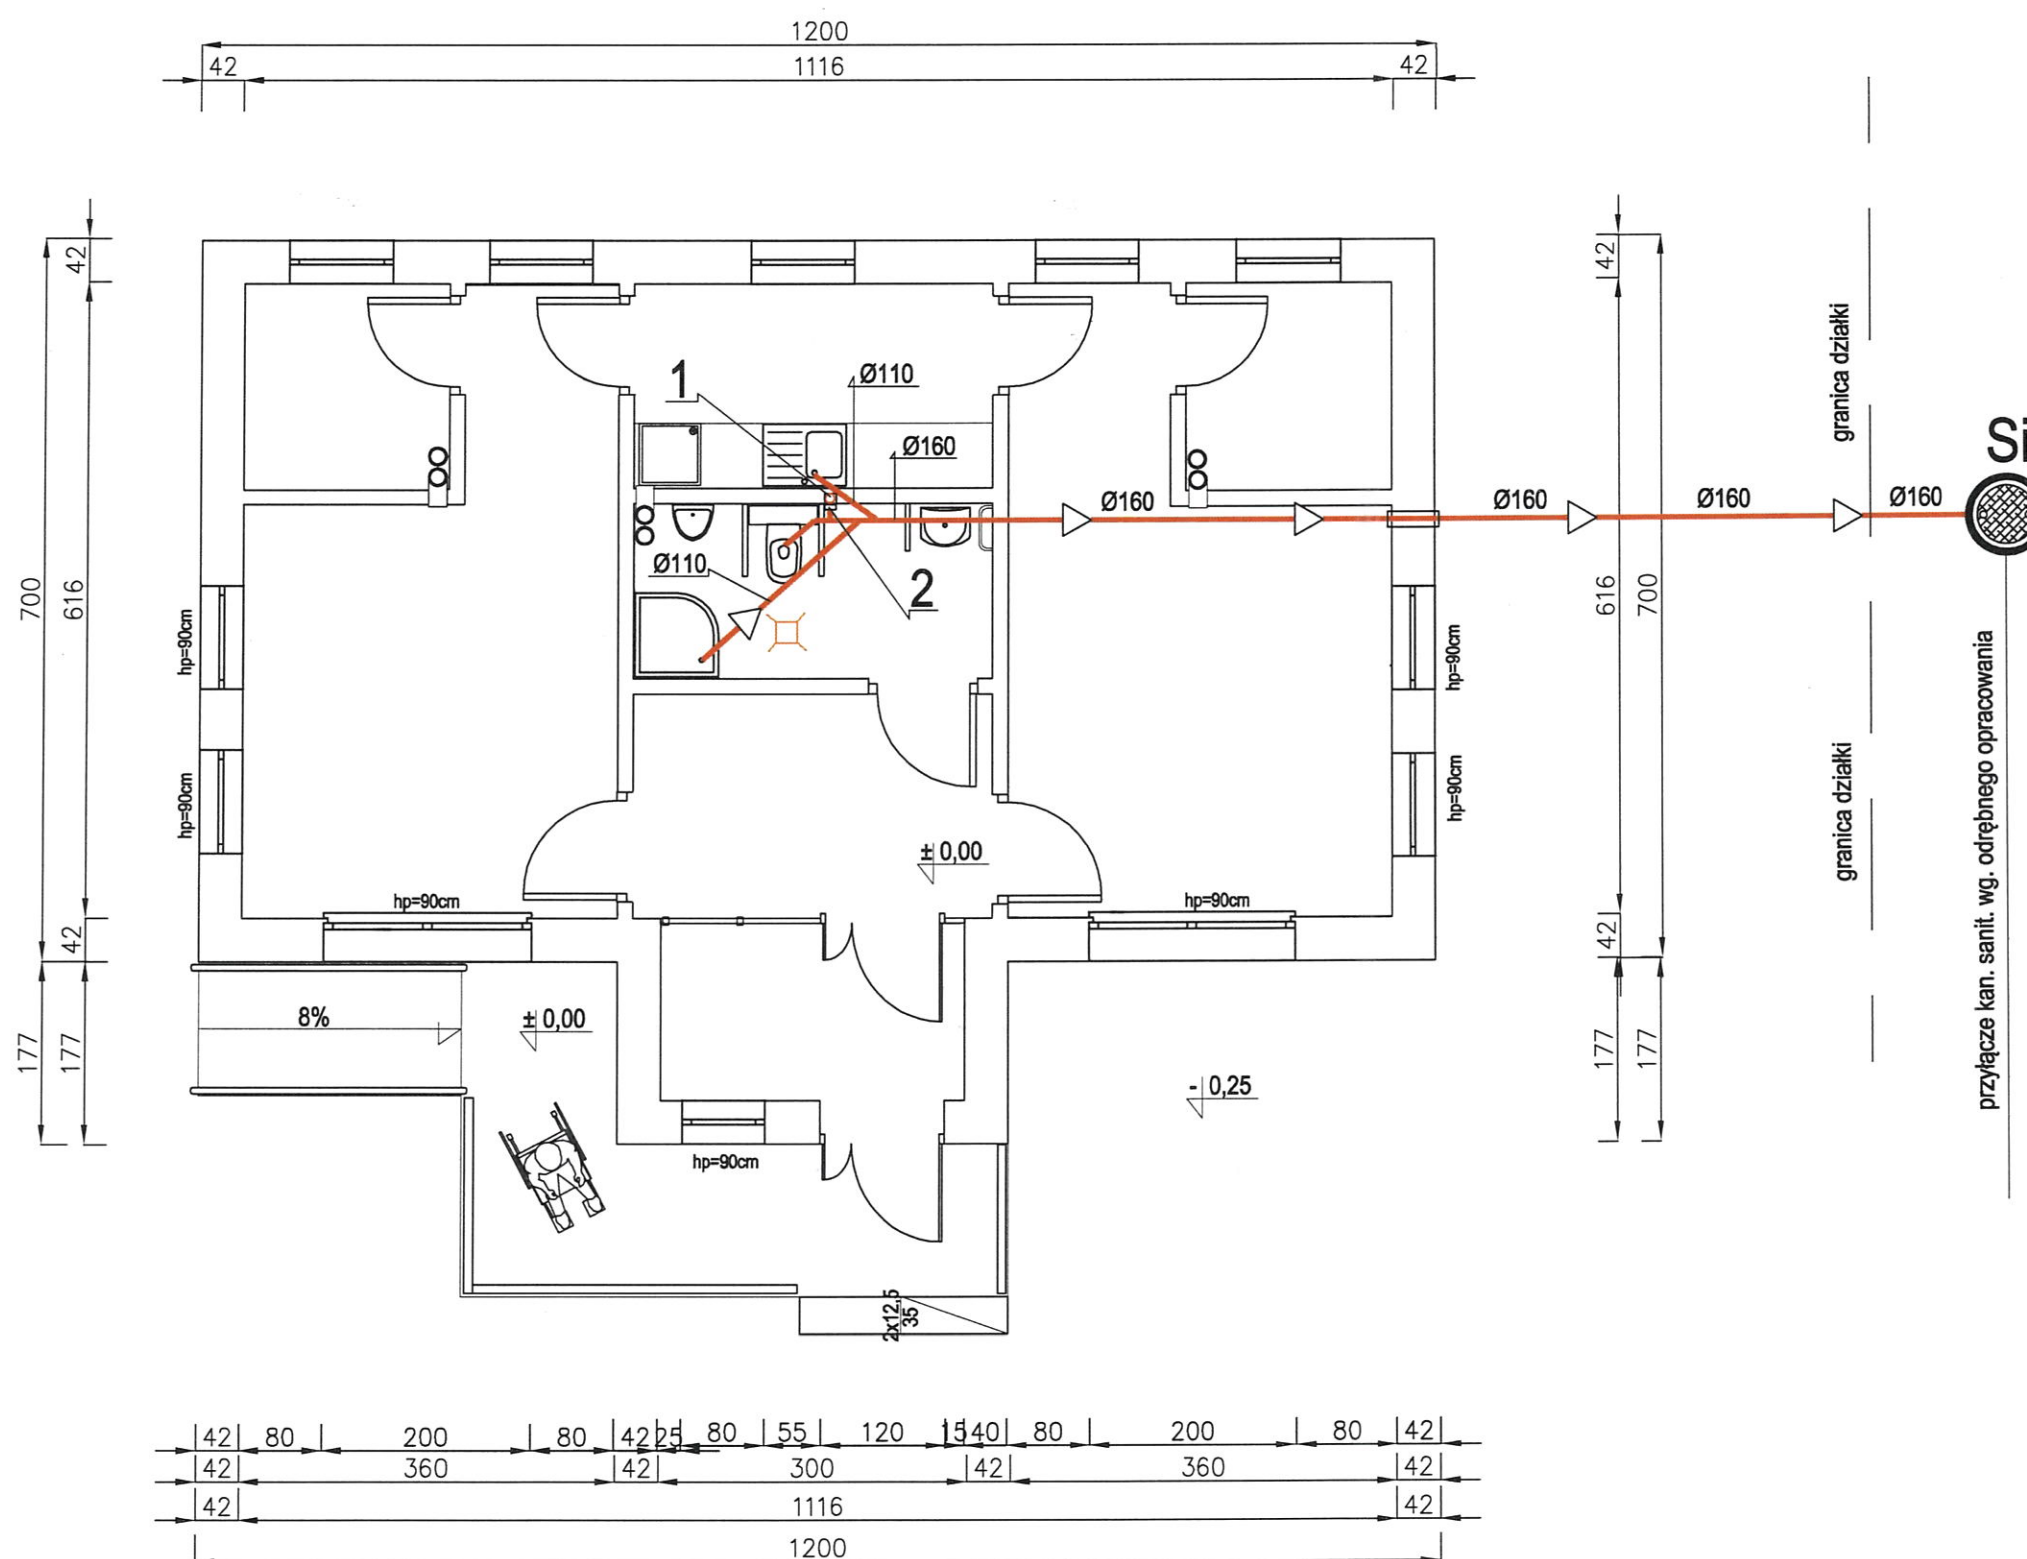 1200
42 1116 42
42
42
granica działki
1
Ø110
Ø160
Ø160
Ø160
Ø160
Ø160
Si
Ø110
2
700
616
616
700
hp=90cm
hp=90cm
hp=90cm
hp=90cm
granica działki
przyłącze kan. sanit. wg. odrębnego opracowania
± 0,00
hp=90cm
hp=90cm
42
42
8%
± 0,00
177
177
177
177
- 0,25
hp=90cm
2x12,5
35
42 80 200 80 42 25 80 55 120 15 40 80 200 80 42
42 360 42 300 42 360 42
42 1116 42
1200